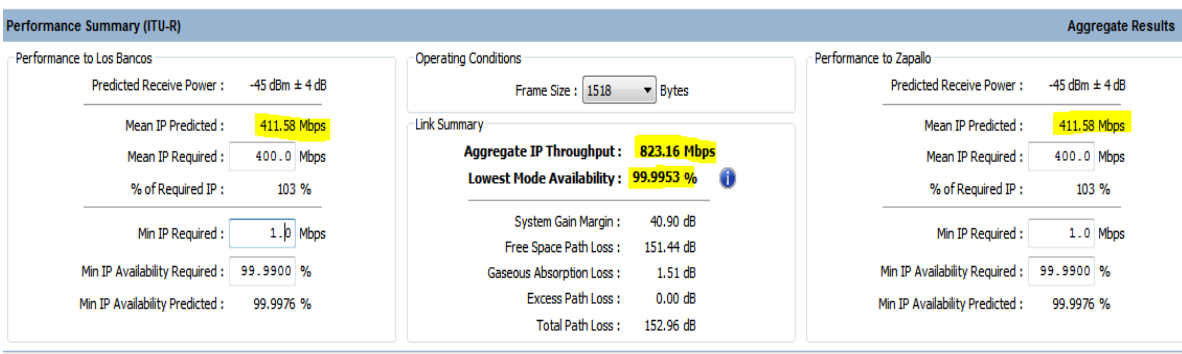 Performance Summary (ITU-R) Aggregate Results
Performance to Los Bancos
Predicted Receive Power : -45 dBm ± 4 dB
Mean IP Predicted : 411.58 Mbps
Mean IP Required : 400.0 Mbps
% of Required IP : 103 %
Min IP Required : 1.0 Mbps
Min IP Availability Required : 99.9900 %
Min IP Availability Predicted : 99.9976 %
Operating Conditions
Frame Size : 1518 Bytes
Link Summary
Aggregate IP Throughput : 823.16 Mbps
Lowest Mode Availability : 99.9953 %
System Gain Margin : 40.90 dB
Free Space Path Loss : 151.44 dB
Gaseous Absorption Loss : 1.51 dB
Excess Path Loss : 0.00 dB
Total Path Loss : 152.96 dB
Performance to Zapallo
Predicted Receive Power : -45 dBm ± 4 dB
Mean IP Predicted : 411.58 Mbps
Mean IP Required : 400.0 Mbps
% of Required IP : 103 %
Min IP Required : 1.0 Mbps
Min IP Availability Required : 99.9900 %
Min IP Availability Predicted : 99.9976 %